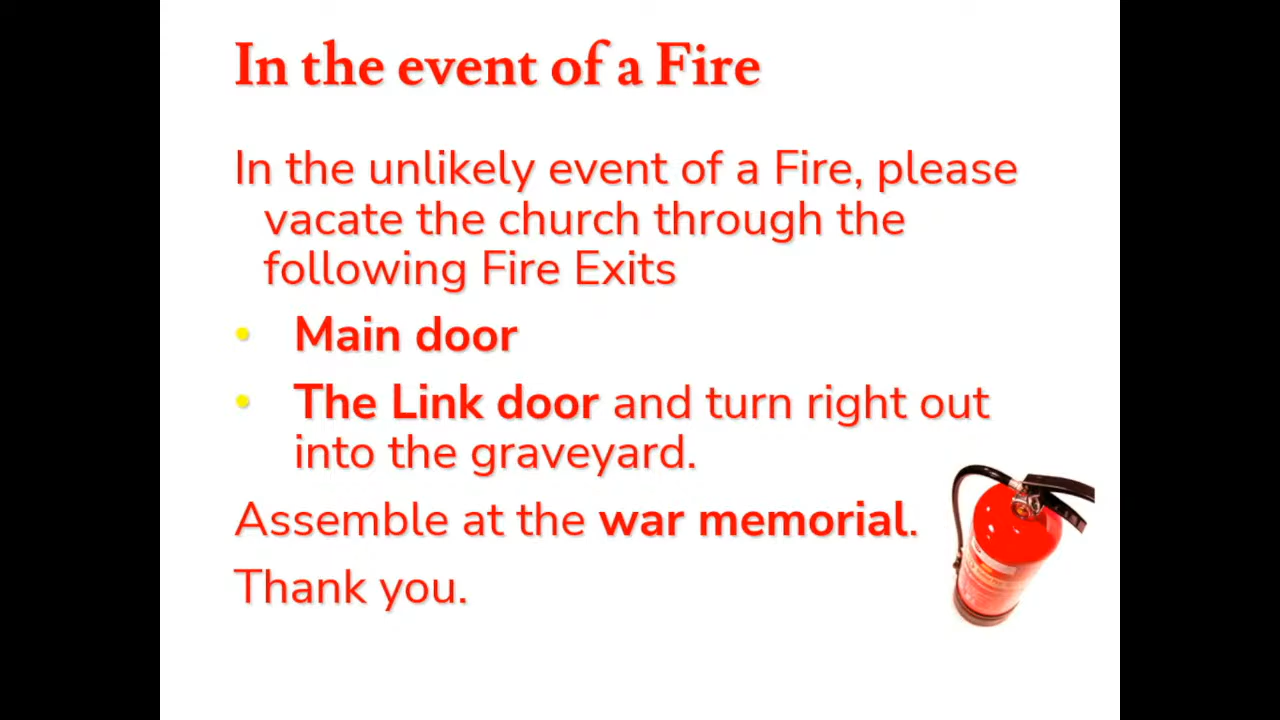 In the event of a Fire
In the unlikely event of a Fire, please
vacate the church through the
following Fire Exits
• Main door
• The Link door and turn right out
into the graveyard.
Assemble at the war memorial.
Thank you.